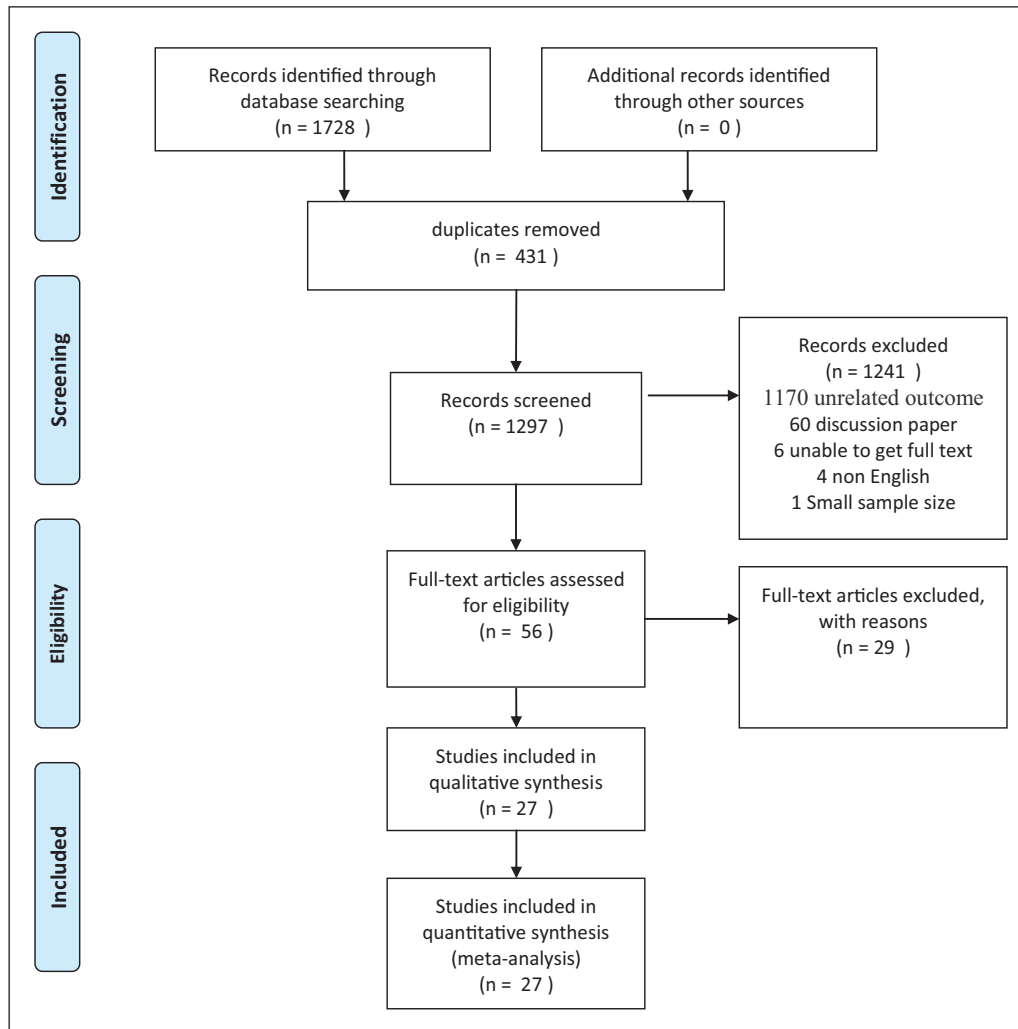 Identification
Records identified through
database searching
(n = 1728 )
Additional records identified
through other sources
(n = 0 )
duplicates removed
(n = 431 )
Screening
Records screened
(n = 1297 )
Records excluded
(n = 1241 )
1170 unrelated outcome
60 discussion paper
6 unable to get full text
4 non English
1 Small sample size
Eligibility
Full-text articles assessed
for eligibility
(n = 56 )
Full-text articles excluded,
with reasons
(n = 29 )
Included
Studies included in
qualitative synthesis
(n = 27 )
Studies included in
quantitative synthesis
(meta-analysis)
(n = 27 )